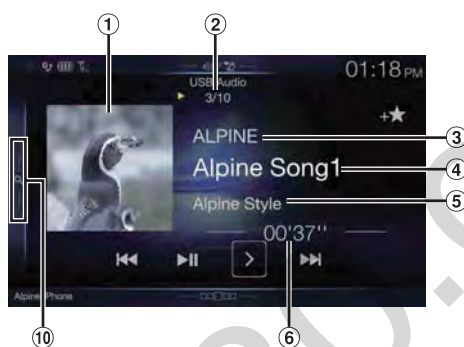 ① ②
01:18 PM
USB Audio
3/10
ALPINE ③
Alpine Song1 ④
Alpine Style ⑤
00'37''
Alpine Phone
⑩ ⑥